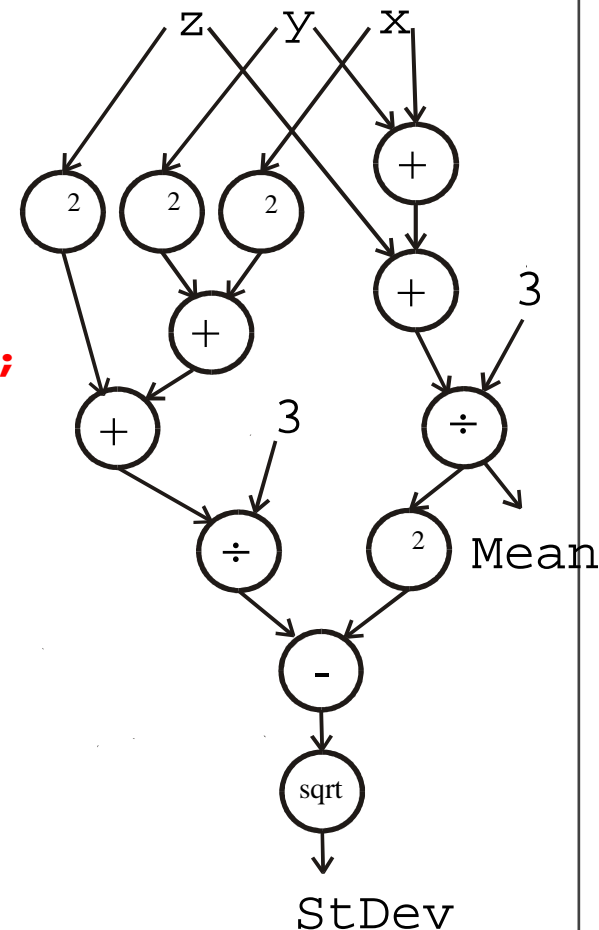 z y x
+
2 2 2
+ 3
+
;
3
+ ÷
÷ 2 Mean
-
sqrt
StDev